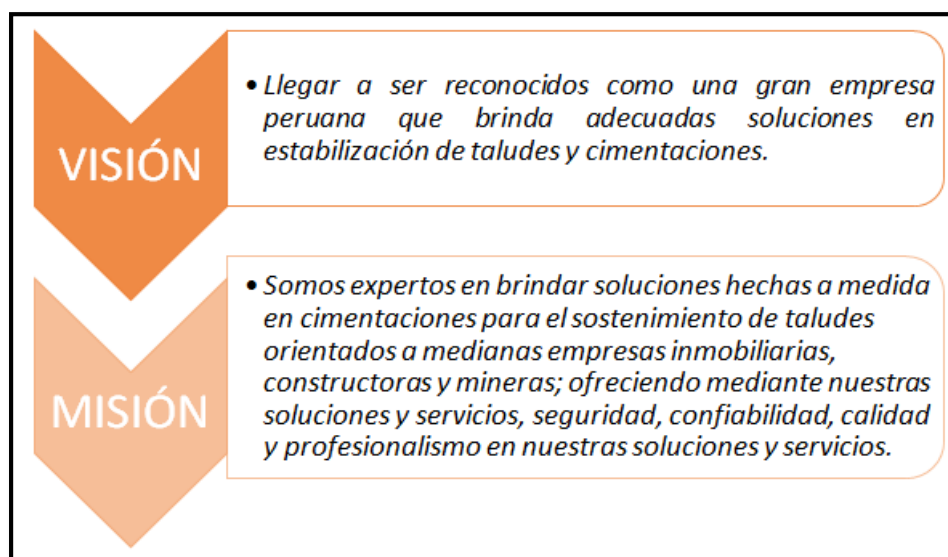 VISIÓN
• Llegar a ser reconocidos como una gran empresa
peruana que brinda adecuadas soluciones en
estabilización de taludes y cimentaciones.
MISIÓN
• Somos expertos en brindar soluciones hechas a medida
en cimentaciones para el sostenimiento de taludes
orientados a medianas empresas inmobiliarias,
constructoras y mineras; ofreciendo mediante nuestras
soluciones y servicios, seguridad, confiabilidad, calidad
y profesionalismo en nuestras soluciones y servicios.